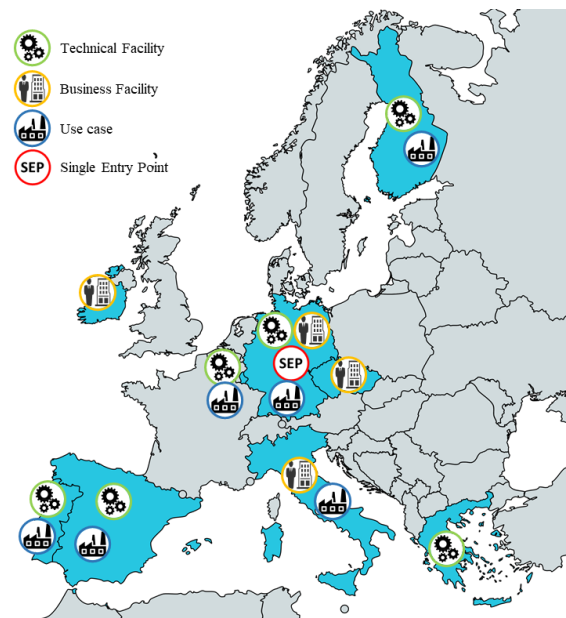 Technical Facility
Business Facility
Use case
SEP Single Entry Point
SEP